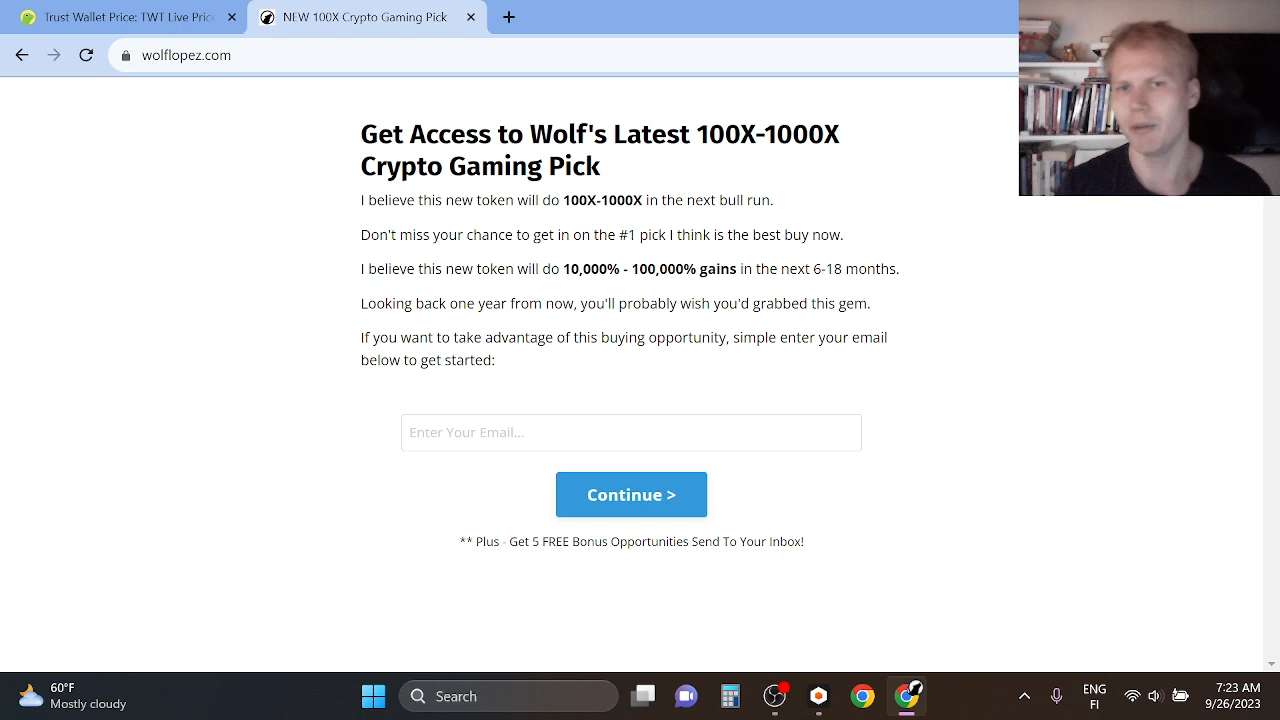 Trust Wallet Price: TWT Live Pric
NEW 100X Crypto Gaming Pick
wolflopez.com
Get Access to Wolf's Latest 100X-1000X
Crypto Gaming Pick
I believe this new token will do 100X-1000X in the next bull run.
Don't miss your chance to get in on the #1 pick I think is the best buy now.
I believe this new token will do 10,000% - 100,000% gains in the next 6-18 months.
Looking back one year from now, you'll probably wish you'd grabbed this gem.
If you want to take advantage of this buying opportunity, simple enter your email
below to get started:
Enter Your Email...
Continue >
** Plus - Get 5 FREE Bonus Opportunities Send To Your Inbox!
60°F
Mostly cloudy
Search
ENG
FI
7:23 AM
9/26/2023